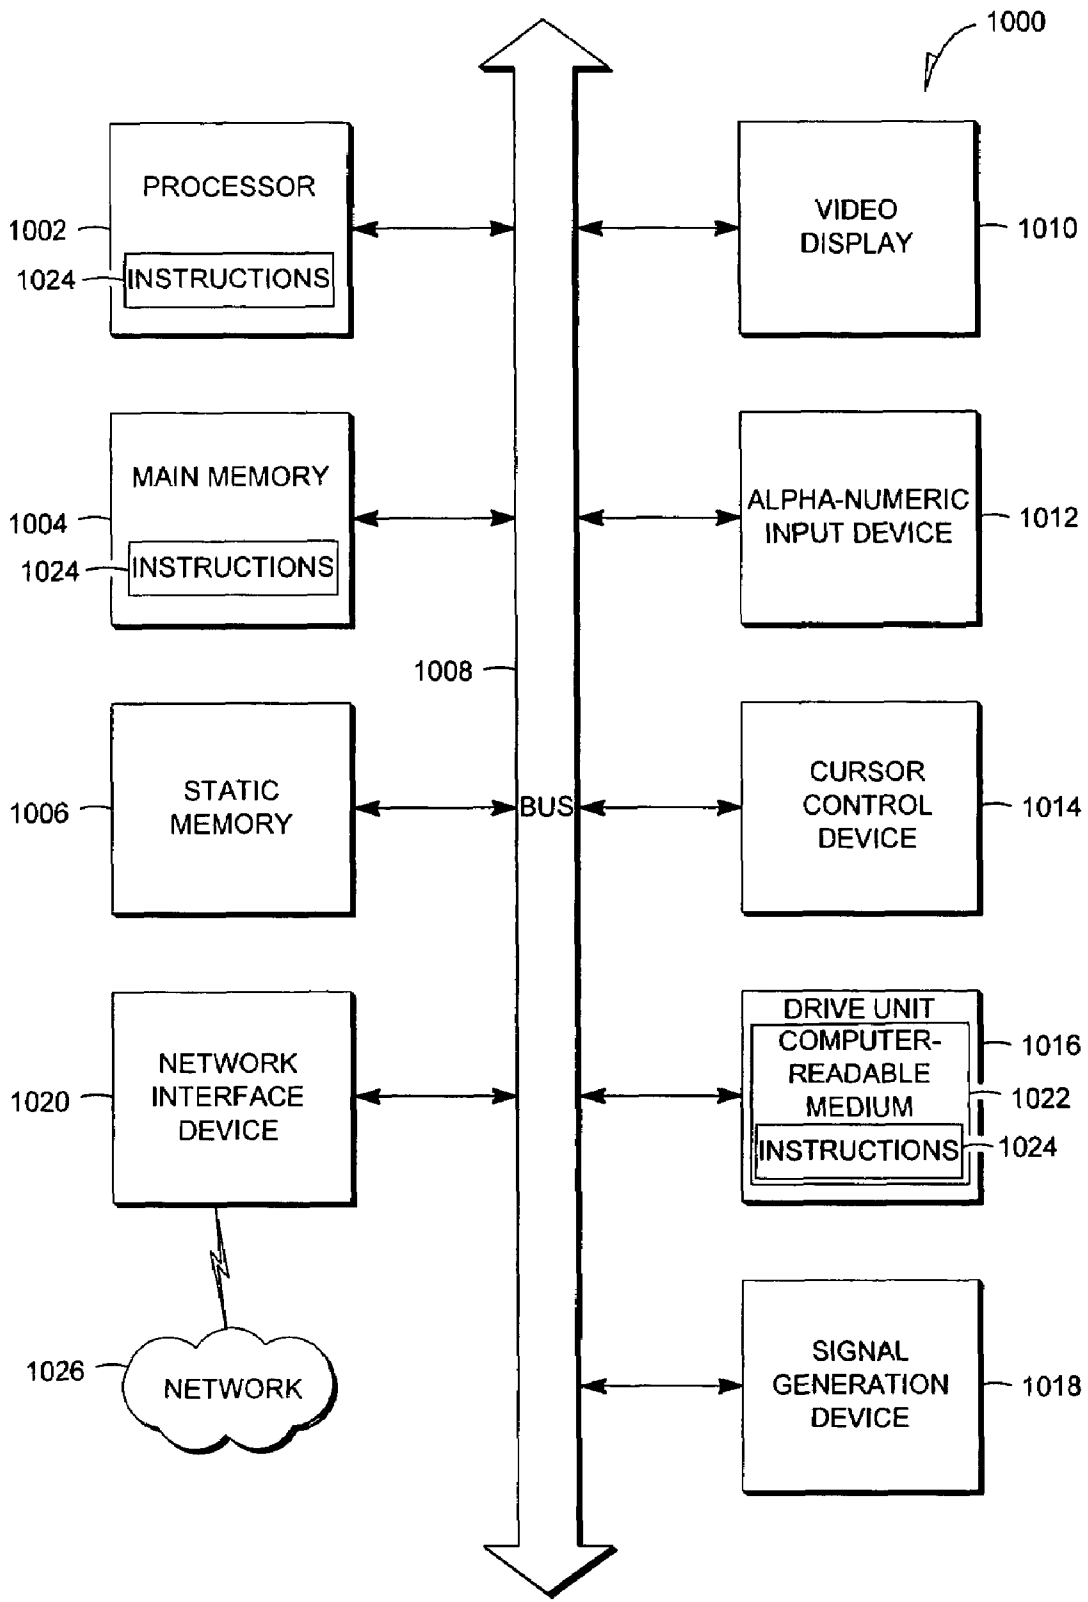 1000
PROCESSOR
1002
1024
INSTRUCTIONS
VIDEO
DISPLAY
1010
MAIN MEMORY
1004
1024
INSTRUCTIONS
ALPHA-NUMERIC
INPUT DEVICE
1012
1008
STATIC
MEMORY
1006
BUS
CURSOR
CONTROL
DEVICE
1014
NETWORK
INTERFACE
DEVICE
1020
DRIVE UNIT
COMPUTER-
READABLE
MEDIUM
INSTRUCTIONS
1016
1022
1024
1026
NETWORK
SIGNAL
GENERATION
DEVICE
1018